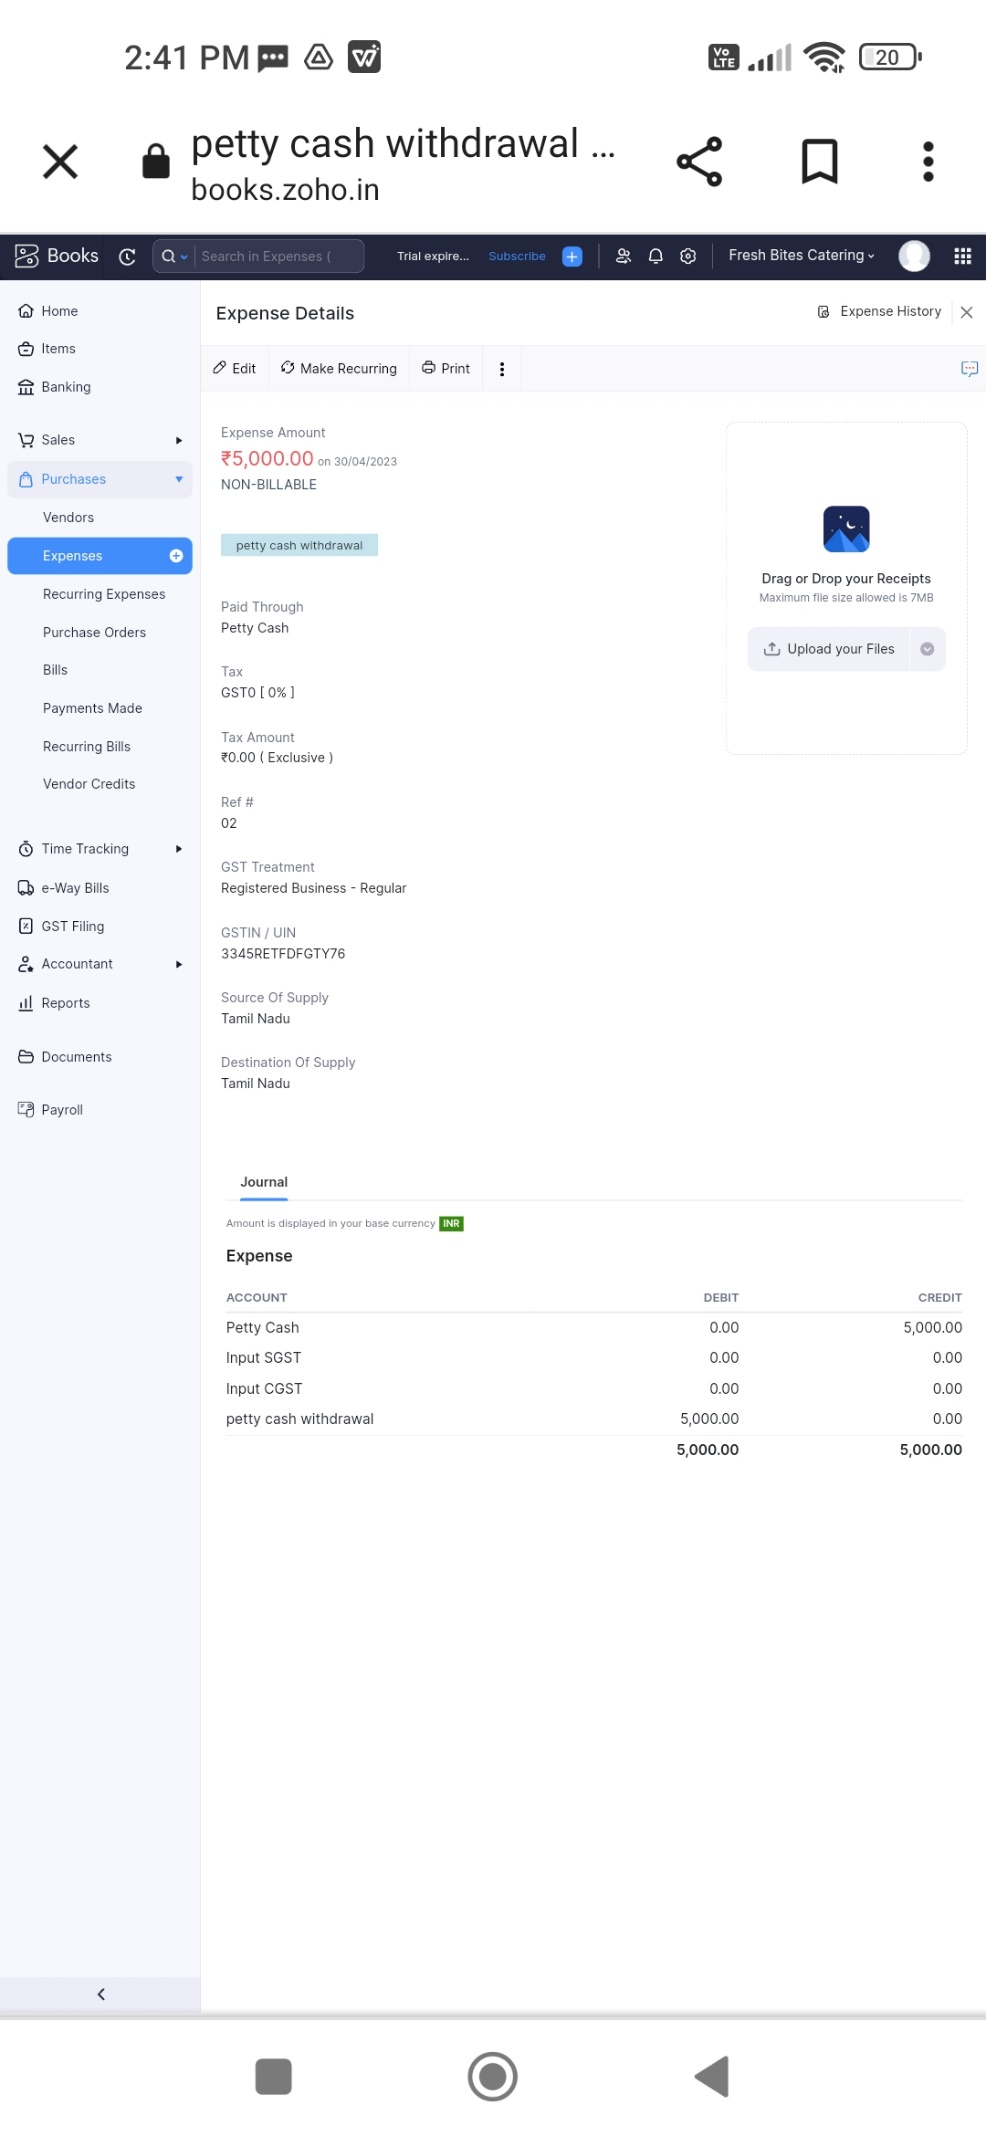 2:41 PM
Vo LTE
20
petty cash withdrawal ...
books.zoho.in
Books
Search in Expenses (
Trial expire...
Subscribe
Fresh Bites Catering
Home
Items
Banking
Sales
Purchases
Vendors
Expenses
Recurring Expenses
Purchase Orders
Bills
Payments Made
Recurring Bills
Vendor Credits
Time Tracking
e-Way Bills
GST Filing
Accountant
Reports
Documents
Payroll
Expense Details
Expense History
Edit
Make Recurring
Print
Expense Amount
₹5,000.00 on 30/04/2023
NON-BILLABLE
petty cash withdrawal
Paid Through
Petty Cash
Tax
GST0 [ 0% ]
Tax Amount
₹0.00 ( Exclusive )
Ref #
02
GST Treatment
Registered Business - Regular
GSTIN / UIN
3345RETFDFGTY76
Source Of Supply
Tamil Nadu
Destination Of Supply
Tamil Nadu
Drag or Drop your Receipts
Maximum file size allowed is 7MB
Upload your Files
Journal
Amount is displayed in your base currency INR
Expense
ACCOUNT DEBIT CREDIT
Petty Cash 0.00 5,000.00
Input SGST 0.00 0.00
Input CGST 0.00 0.00
petty cash withdrawal 5,000.00 0.00
5,000.00 5,000.00